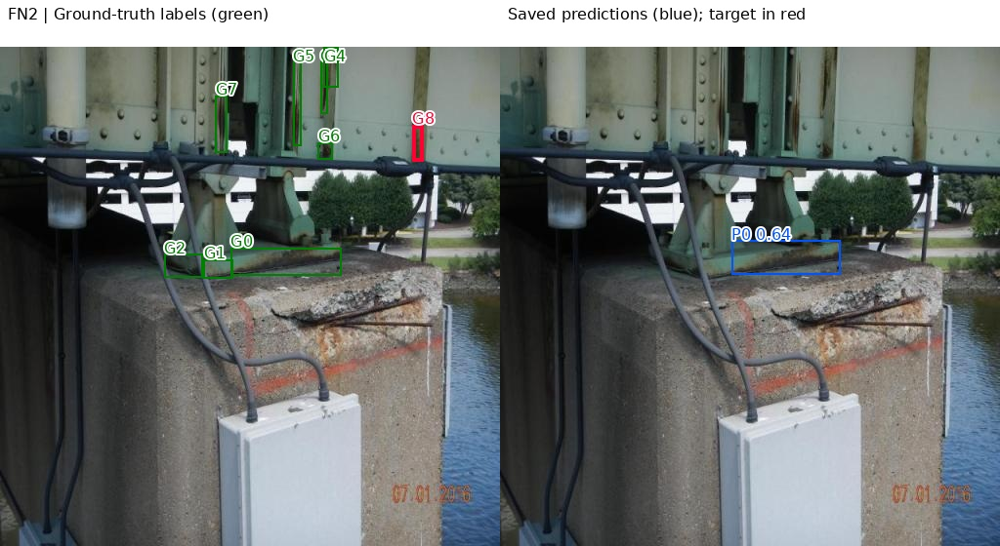 FN2 | Ground-truth labels (green)
Saved predictions (blue); target in red
G5
G4
G7
G8
G6
G2
G1
G0
P0 0.64
07.01.2016
07.01.2016